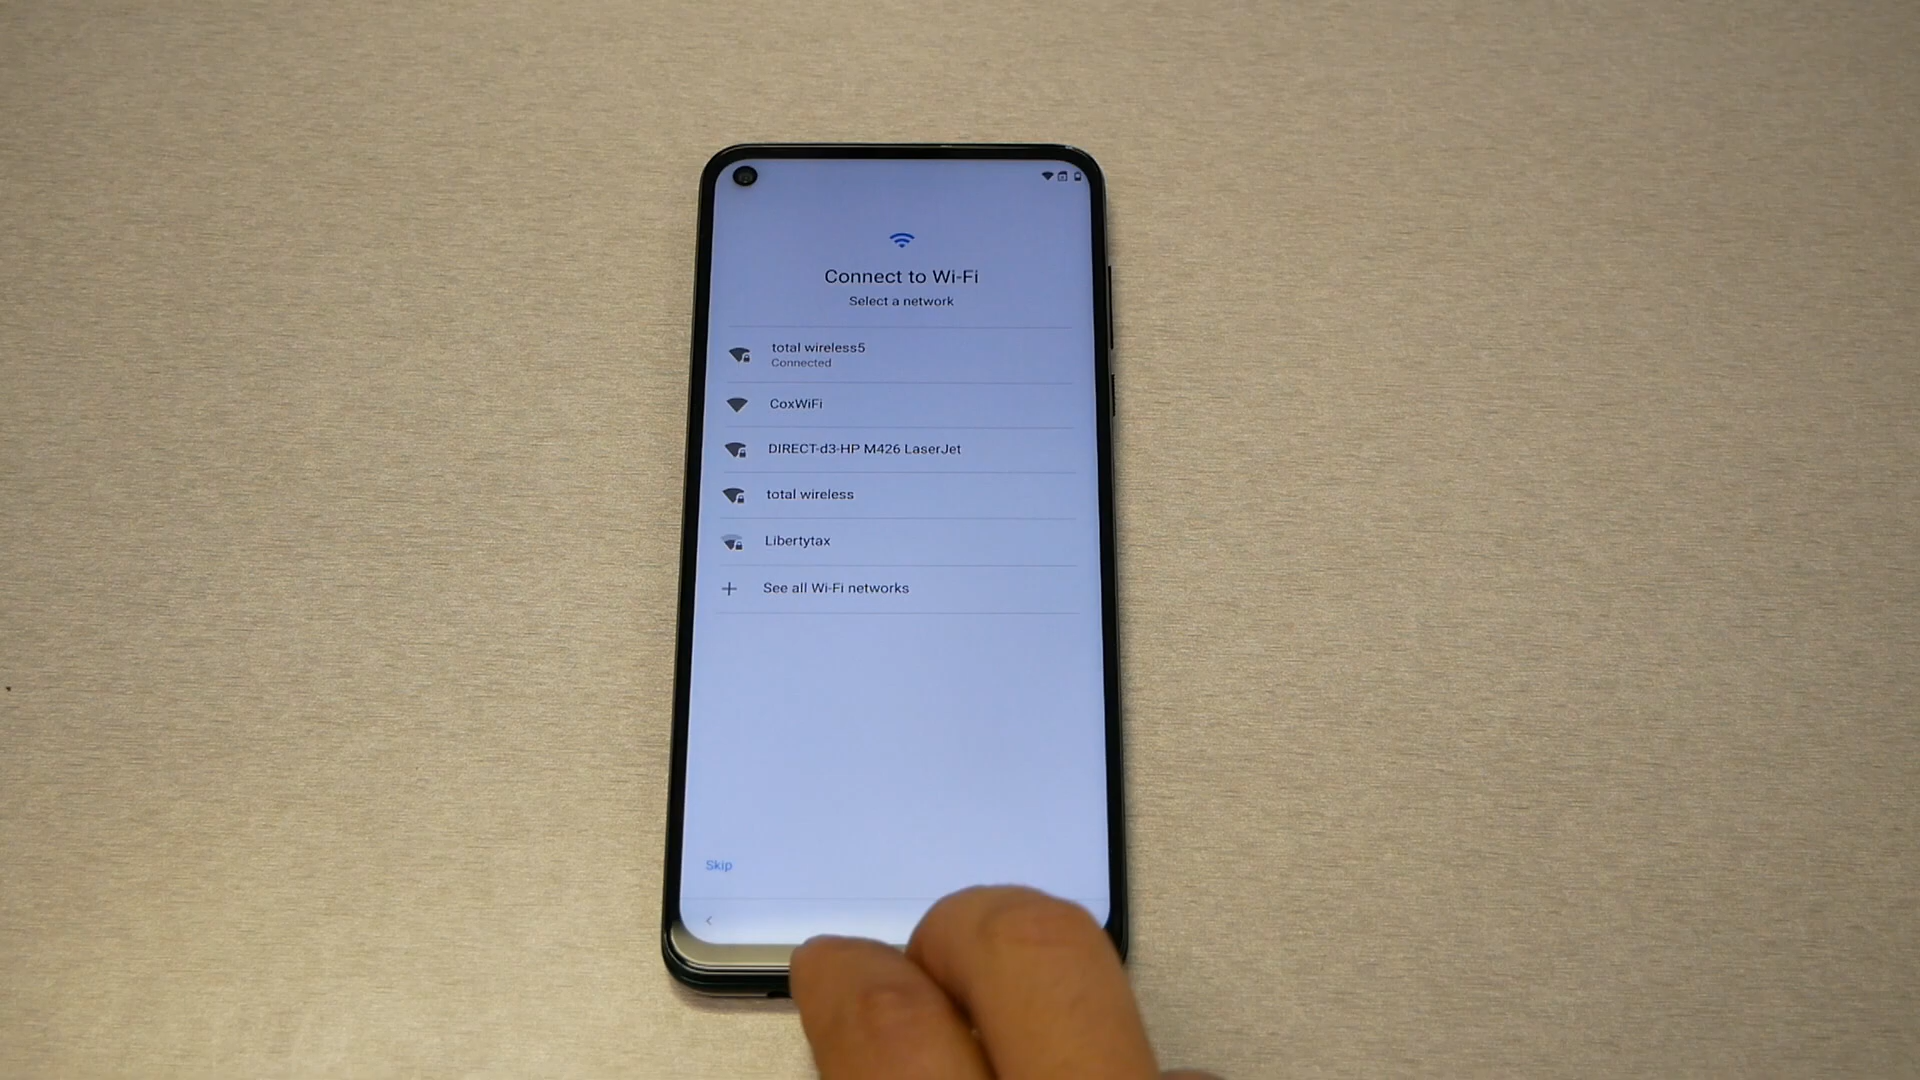 Connect to Wi-Fi
Select a network
total wireless5
Connected
CoxWiFi
DIRECT-d3-HP M426 LaserJet
total wireless
Libertytax
See all Wi-Fi networks
Skip